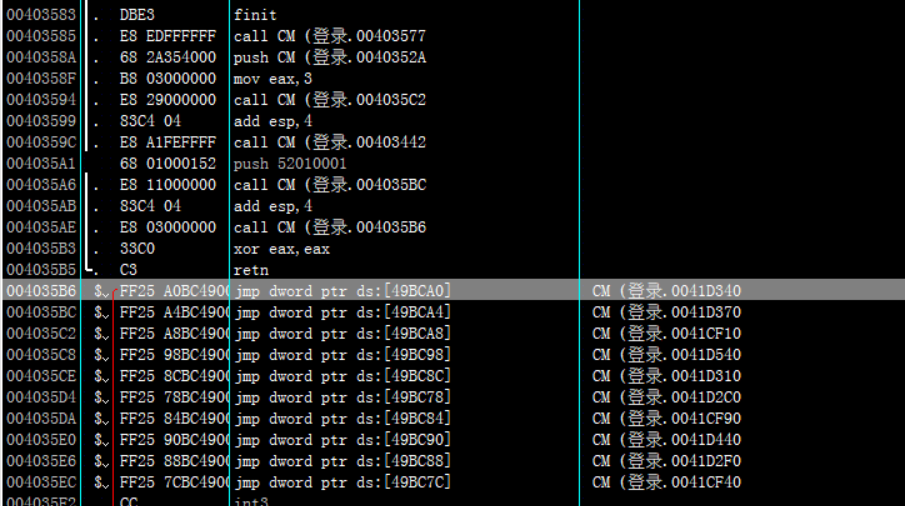 00403583 . DBE3 finit
00403585 . E8 EDFFFFFF call CM (登录.00403577
0040358A . 68 2A354000 push CM (登录.0040352A
0040358F . B8 03000000 mov eax,3
00403594 . E8 29000000 call CM (登录.004035C2
00403599 . 83C4 04 add esp,4
0040359C . E8 A1FEFFFF call CM (登录.00403442
004035A1 68 01000152 push 52010001
004035A6 . E8 11000000 call CM (登录.004035BC
004035AB . 83C4 04 add esp,4
004035AE . E8 03000000 call CM (登录.004035B6
004035B3 . 33C0 xor eax,eax
004035B5 . C3 retn
004035B6 $ FF25 A0BC4900 jmp dword ptr ds:[49BCA0] CM (登录.0041D340
004035BC $ FF25 A4BC4900 jmp dword ptr ds:[49BCA4] CM (登录.0041D370
004035C2 $ FF25 A8BC4900 jmp dword ptr ds:[49BCA8] CM (登录.0041CF10
004035C8 $ FF25 98BC4900 jmp dword ptr ds:[49BC98] CM (登录.0041D540
004035CE $ FF25 8CBC4900 jmp dword ptr ds:[49BC8C] CM (登录.0041D310
004035D4 $ FF25 78BC4900 jmp dword ptr ds:[49BC78] CM (登录.0041D2C0
004035DA $ FF25 84BC4900 jmp dword ptr ds:[49BC84] CM (登录.0041CF90
004035E0 $ FF25 90BC4900 jmp dword ptr ds:[49BC90] CM (登录.0041D440
004035E6 $ FF25 88BC4900 jmp dword ptr ds:[49BC88] CM (登录.0041D2F0
004035EC $ FF25 7CBC4900 jmp dword ptr ds:[49BC7C] CM (登录.0041CF40
004035F2 CC int3